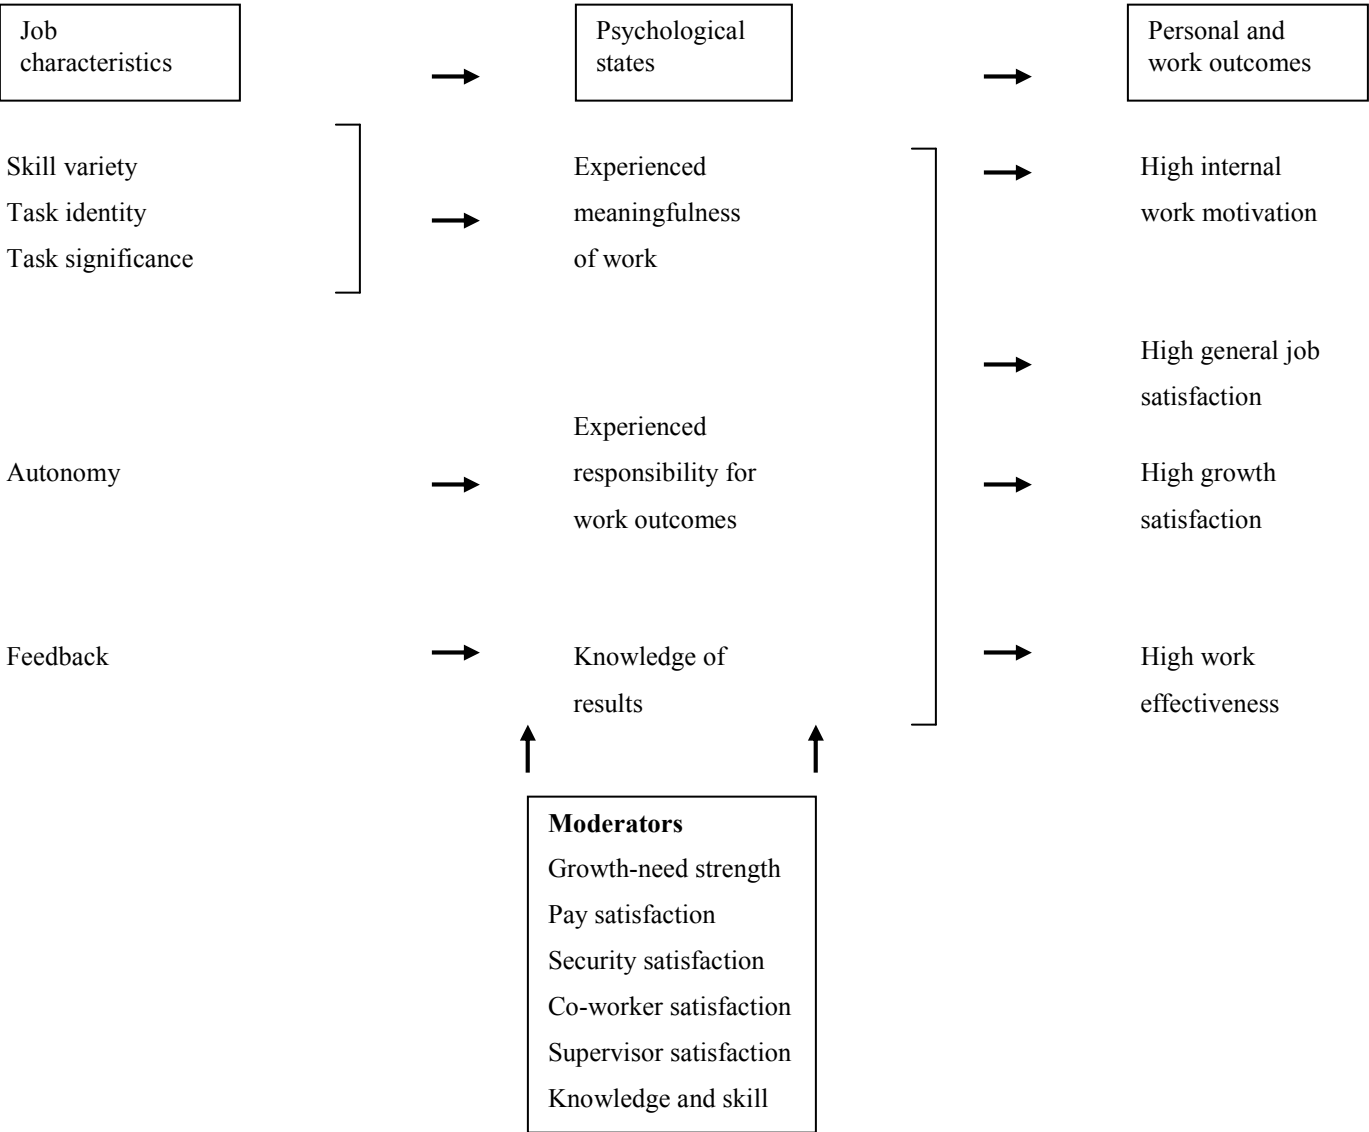 Job
characteristics
Psychological
states
Personal and
work outcomes
Skill variety
Task identity
Task significance
Experienced
meaningfulness
of work
High internal
work motivation
High general job
satisfaction
Autonomy
Experienced
responsibility for
work outcomes
High growth
satisfaction
Feedback
Knowledge of
results
High work
effectiveness
Moderators
Growth-need strength
Pay satisfaction
Security satisfaction
Co-worker satisfaction
Supervisor satisfaction
Knowledge and skill